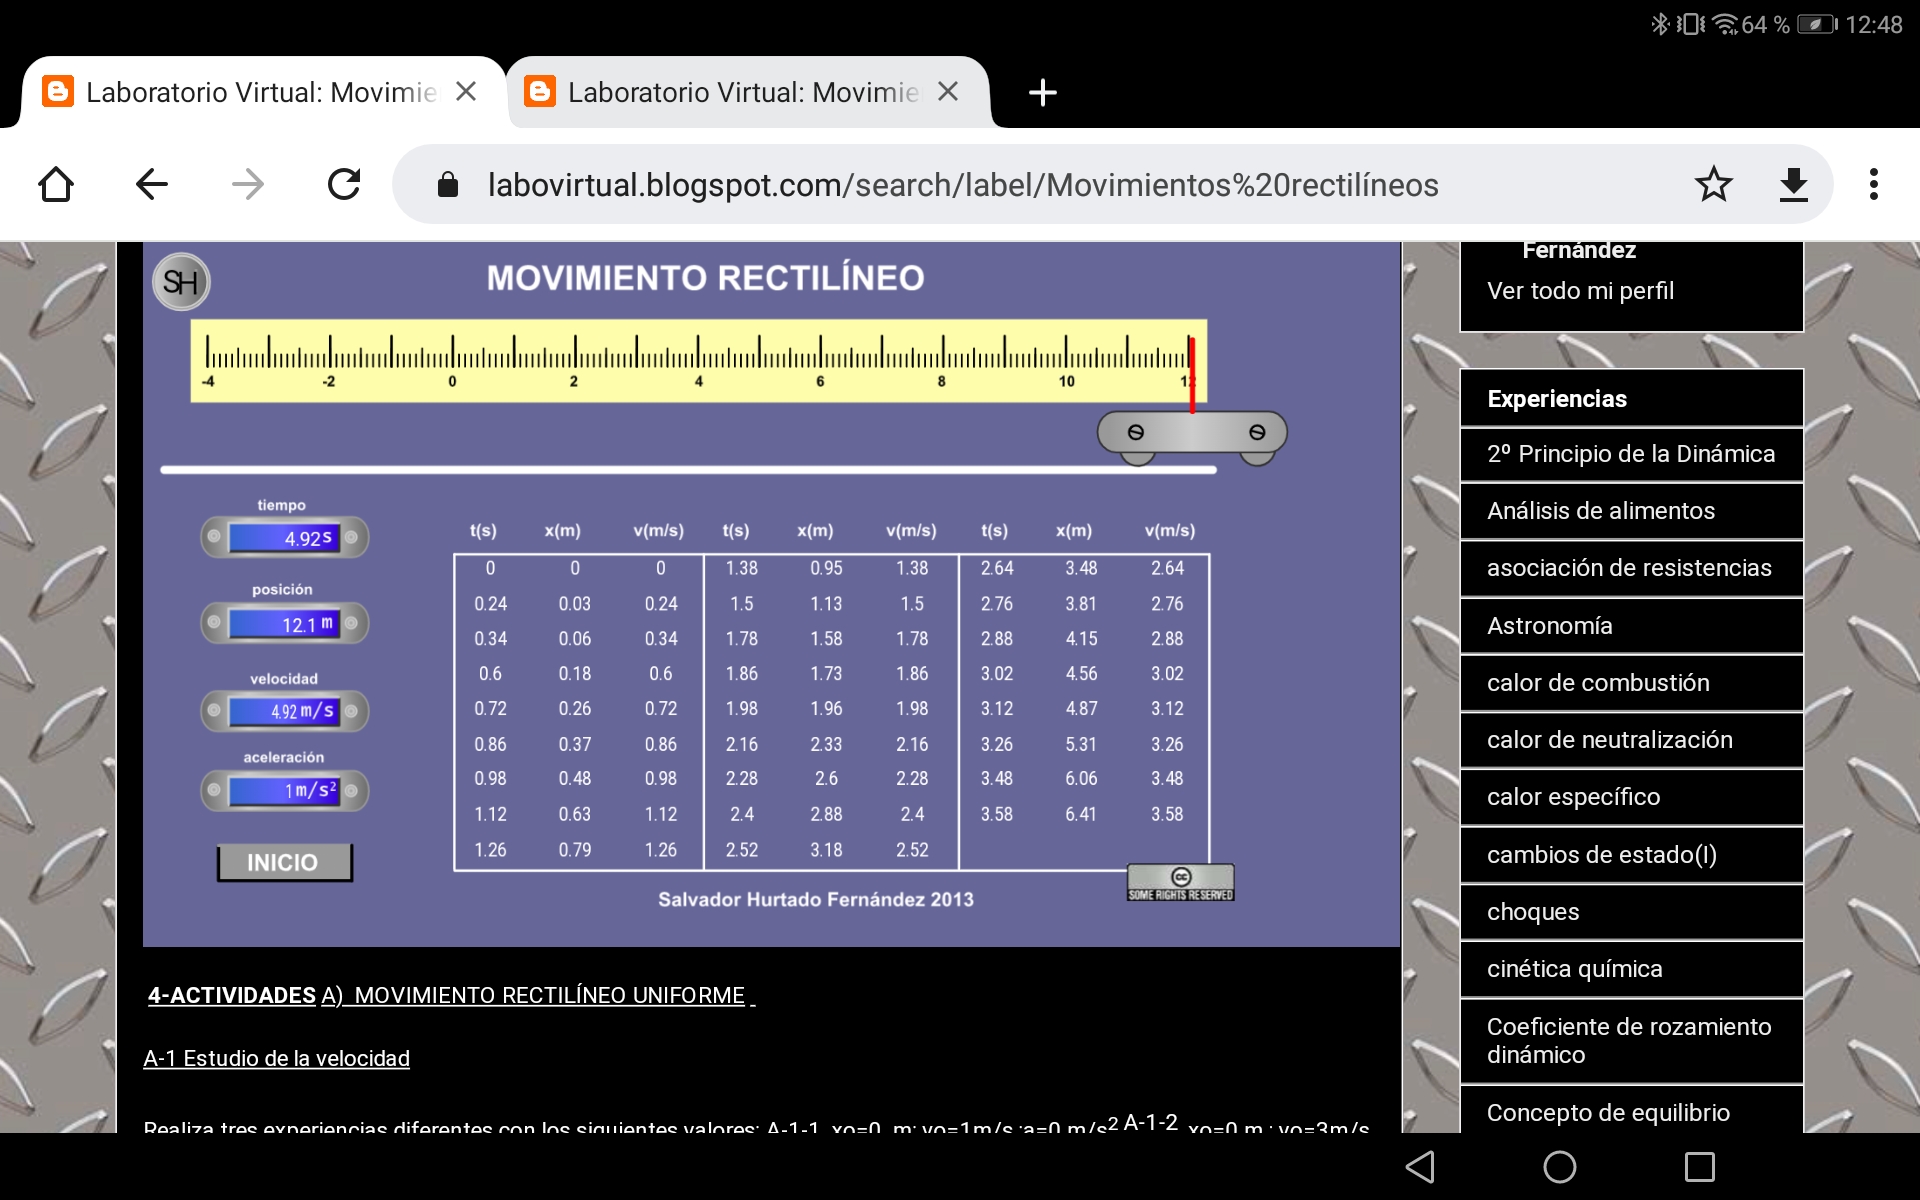 64 % 12:48
Laboratorio Virtual: Movimie
Laboratorio Virtual: Movimie
labovirtual.blogspot.com/search/label/Movimientos%20rectilíneos
SH
MOVIMIENTO RECTILÍNEO
-4 -2 0 2 4 6 8 10 12
tiempo
4.92s
posición
12.1 m
velocidad
4.92 m/s
aceleración
1 m/s²
INICIO
t(s) x(m) v(m/s) t(s) x(m) v(m/s) t(s) x(m) v(m/s)
0 0 0 1.38 0.95 1.38 2.64 3.48 2.64
0.24 0.03 0.24 1.5 1.13 1.5 2.76 3.81 2.76
0.34 0.06 0.34 1.78 1.58 1.78 2.88 4.15 2.88
0.6 0.18 0.6 1.86 1.73 1.86 3.02 4.56 3.02
0.72 0.26 0.72 1.98 1.96 1.98 3.12 4.87 3.12
0.86 0.37 0.86 2.16 2.33 2.16 3.26 5.31 3.26
0.98 0.48 0.98 2.28 2.6 2.28 3.48 6.06 3.48
1.12 0.63 1.12 2.4 2.88 2.4 3.58 6.41 3.58
1.26 0.79 1.26 2.52 3.18 2.52
cc
SOME RIGHTS RESERVED
Salvador Hurtado Fernández 2013
4-ACTIVIDADES A) MOVIMIENTO RECTILÍNEO UNIFORME
A-1 Estudio de la velocidad
Realiza tres experiencias diferentes con los siguientes valores: A-1-1 xo=0 m; vo=1m/s ;a=0 m/s² A-1-2 xo=0 m ; vo=3m/s
Fernández
Ver todo mi perfil
Experiencias
2º Principio de la Dinámica
Análisis de alimentos
asociación de resistencias
Astronomía
calor de combustión
calor de neutralización
calor específico
cambios de estado(I)
choques
cinética química
Coeficiente de rozamiento
dinámico
Concepto de equilibrio